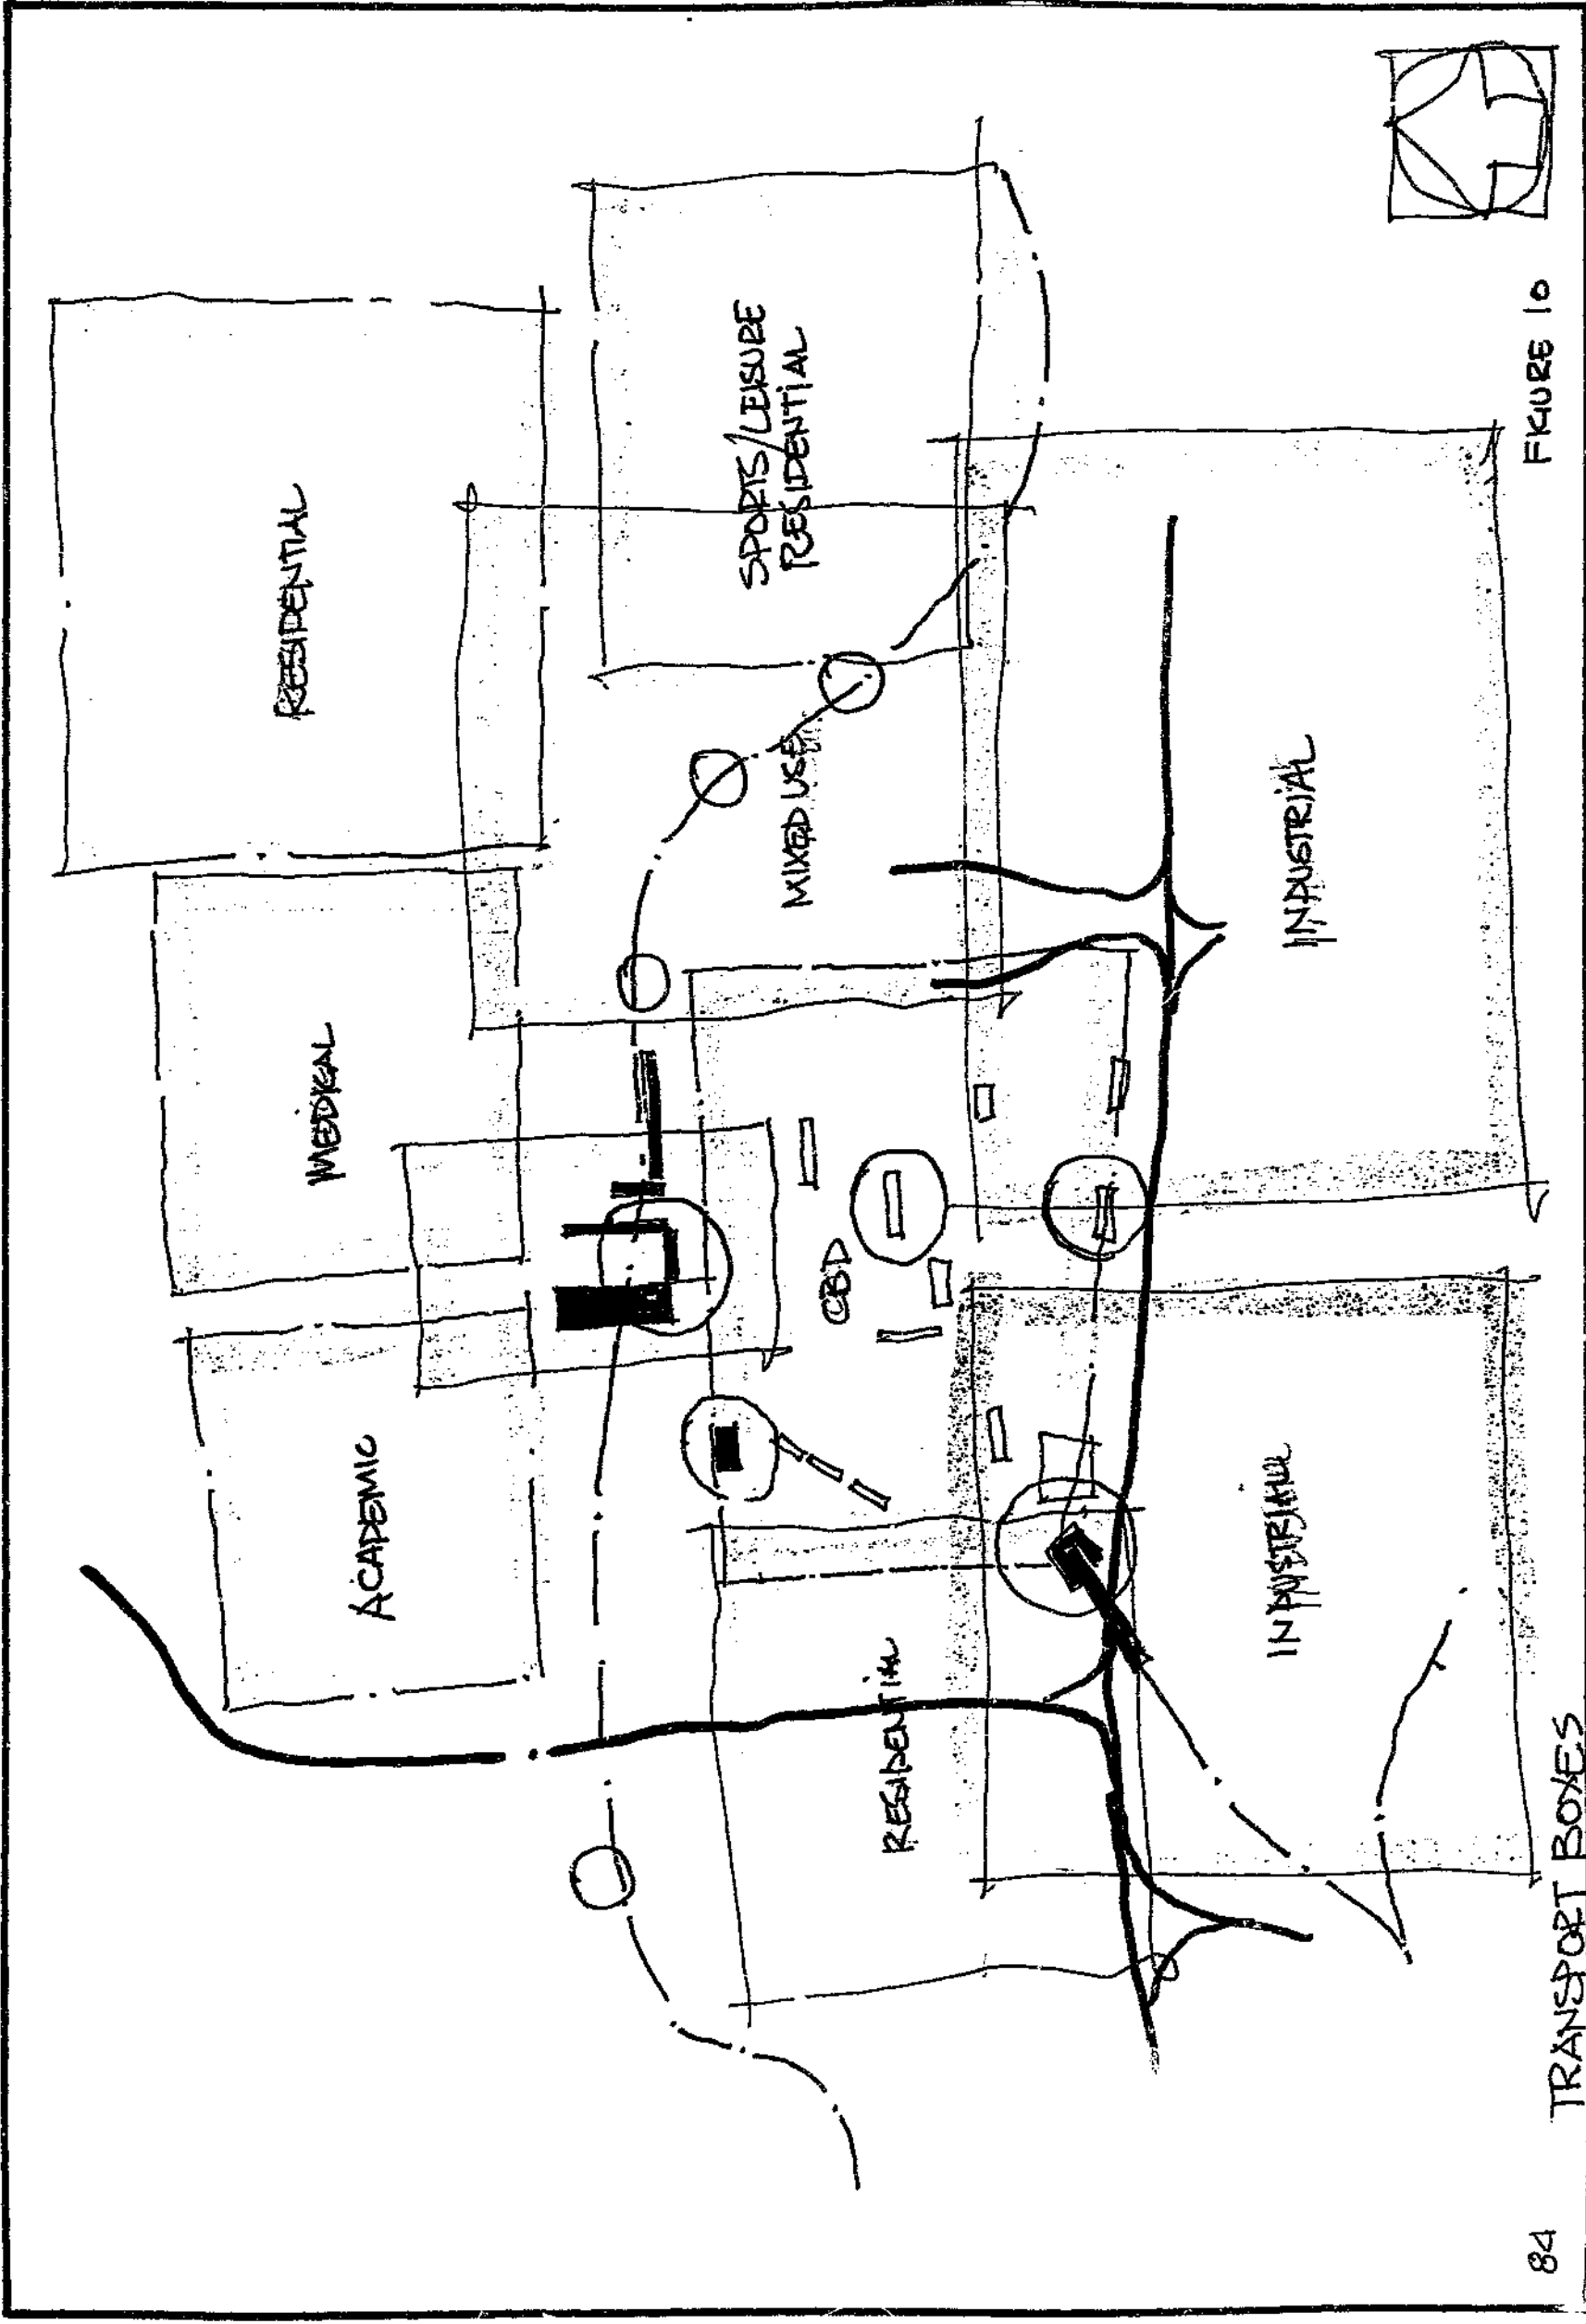 RESIDENTIAL
MEDICAL
ACADEMIC
SPORTS/LEISURE
RESIDENTIAL
MIXED USE
CBD
RESIDENTIAL
INDUSTRIAL
INDUSTRIAL
84
TRANSPORT BOXES
FIGURE 10